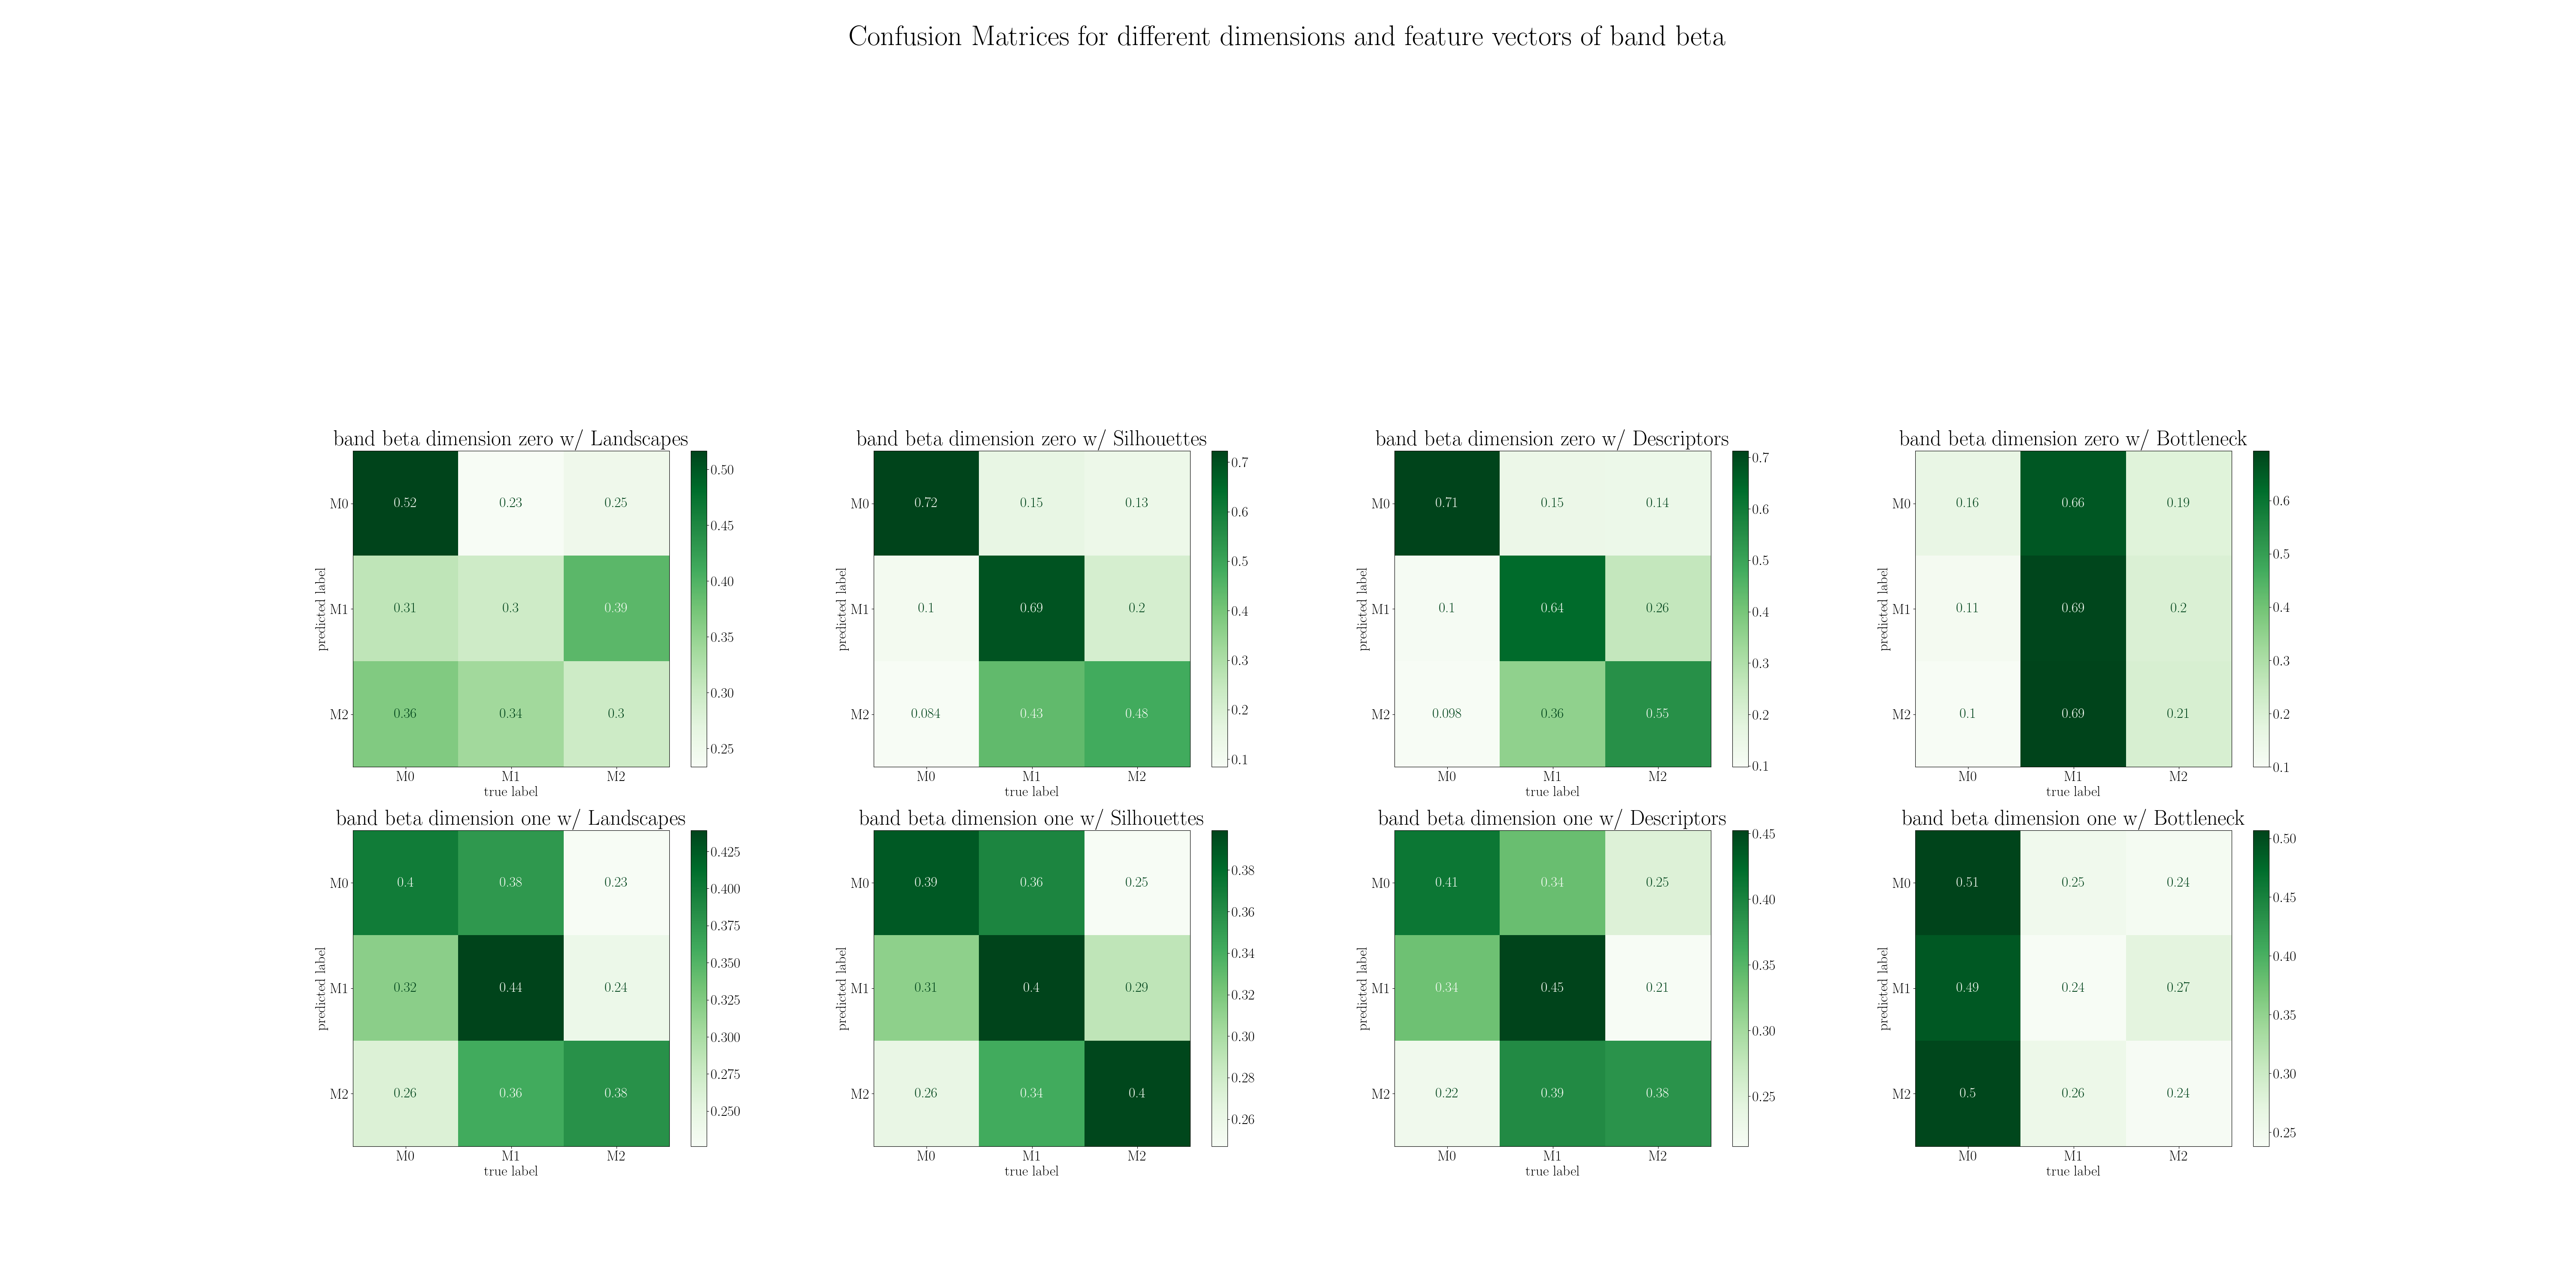 Confusion Matrices for different dimensions and feature vectors of band beta
band beta dimension zero w/ Landscapes
predicted label
M0 0.52 0.23 0.25
M1 0.31 0.3 0.39
M2 0.36 0.34 0.3
M0 M1 M2
true label
0.50
0.45
0.40
0.35
0.30
0.25
band beta dimension zero w/ Silhouettes
predicted label
M0 0.72 0.15 0.13
M1 0.1 0.69 0.2
M2 0.084 0.43 0.48
M0 M1 M2
true label
0.7
0.6
0.5
0.4
0.3
0.2
0.1
band beta dimension zero w/ Descriptors
predicted label
M0 0.71 0.15 0.14
M1 0.1 0.64 0.26
M2 0.098 0.36 0.55
M0 M1 M2
true label
0.7
0.6
0.5
0.4
0.3
0.2
0.1
band beta dimension zero w/ Bottleneck
predicted label
M0 0.16 0.66 0.19
M1 0.11 0.69 0.2
M2 0.1 0.69 0.21
M0 M1 M2
true label
0.6
0.5
0.4
0.3
0.2
0.1
band beta dimension one w/ Landscapes
predicted label
M0 0.4 0.38 0.23
M1 0.32 0.44 0.24
M2 0.26 0.36 0.38
M0 M1 M2
true label
0.425
0.400
0.375
0.350
0.325
0.300
0.275
0.250
band beta dimension one w/ Silhouettes
predicted label
M0 0.39 0.36 0.25
M1 0.31 0.4 0.29
M2 0.26 0.34 0.4
M0 M1 M2
true label
0.38
0.36
0.34
0.32
0.30
0.28
0.26
band beta dimension one w/ Descriptors
predicted label
M0 0.41 0.34 0.25
M1 0.34 0.45 0.21
M2 0.22 0.39 0.38
M0 M1 M2
true label
0.45
0.40
0.35
0.30
0.25
band beta dimension one w/ Bottleneck
predicted label
M0 0.51 0.25 0.24
M1 0.49 0.24 0.27
M2 0.5 0.26 0.24
M0 M1 M2
true label
0.50
0.45
0.40
0.35
0.30
0.25